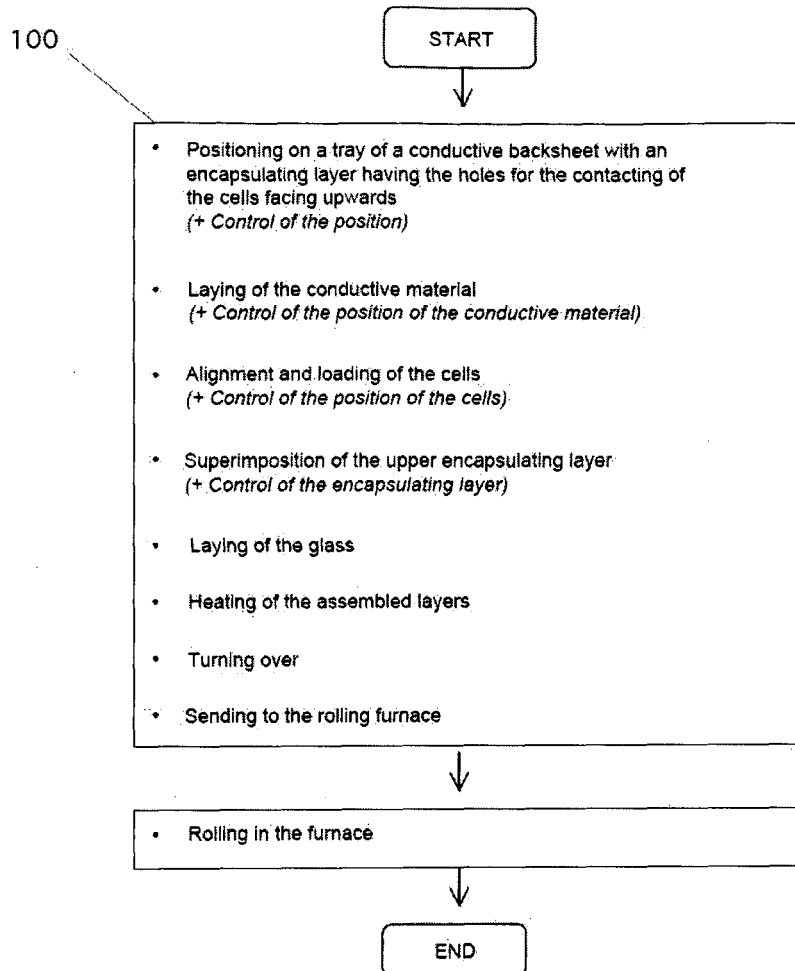 100
START
• Positioning on a tray of a conductive backsheet with an
encapsulating layer having the holes for the contacting of
the cells facing upwards
(+ Control of the position)
• Laying of the conductive material
(+ Control of the position of the conductive material)
• Alignment and loading of the cells
(+ Control of the position of the cells)
• Superimposition of the upper encapsulating layer
(+ Control of the encapsulating layer)
• Laying of the glass
• Heating of the assembled layers
• Turning over
• Sending to the rolling furnace
• Rolling in the furnace
END